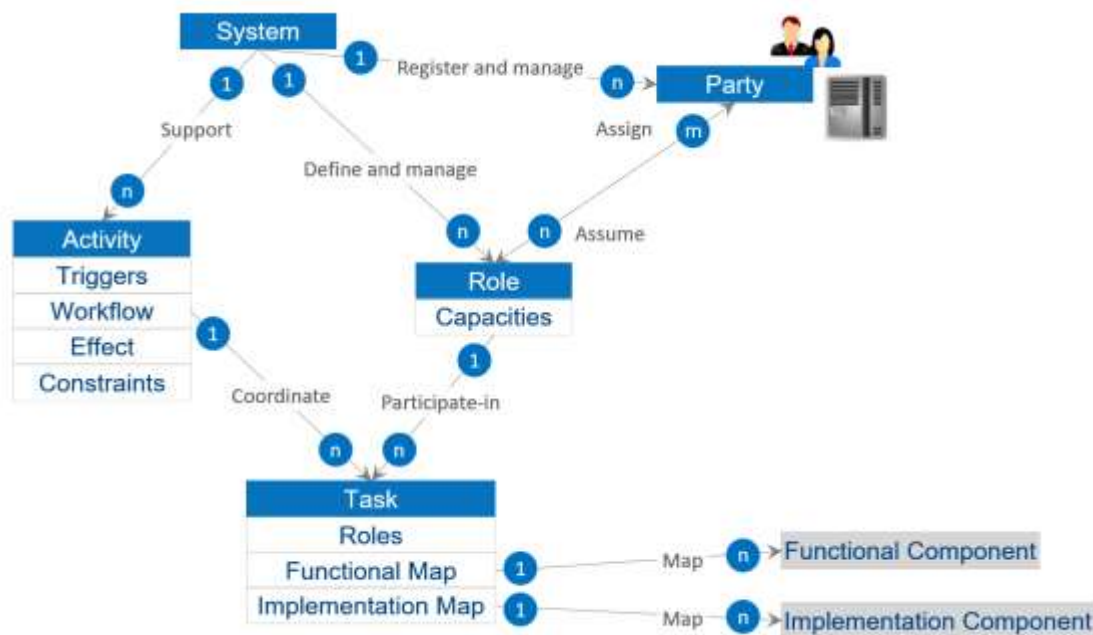 System
1
1
1
Register and manage
n
Party
Support
Assign
m
Define and manage
n
n
n
Assume
Activity
Triggers
Workflow
Effect
Constraints
Role
Capacities
1
1
Coordinate
Participate-in
n
n
Task
Roles
Functional Map
1
Map
n
Functional Component
Implementation Map
1
Map
n
Implementation Component